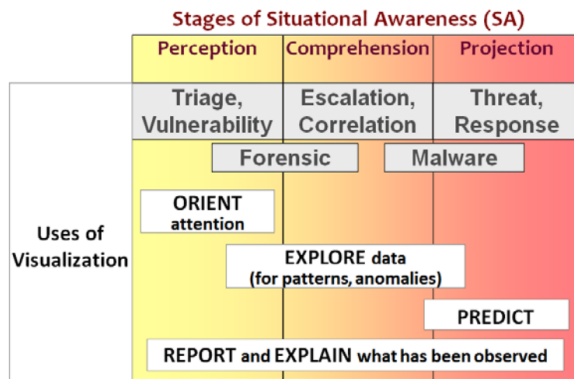 Stages of Situational Awareness (SA)
Perception Comprehension Projection
Triage, Vulnerability
Escalation, Correlation
Threat, Response
Forensic Malware
Uses of
Visualization
ORIENT
attention
EXPLORE data
(for patterns, anomalies)
PREDICT
REPORT and EXPLAIN what has been observed